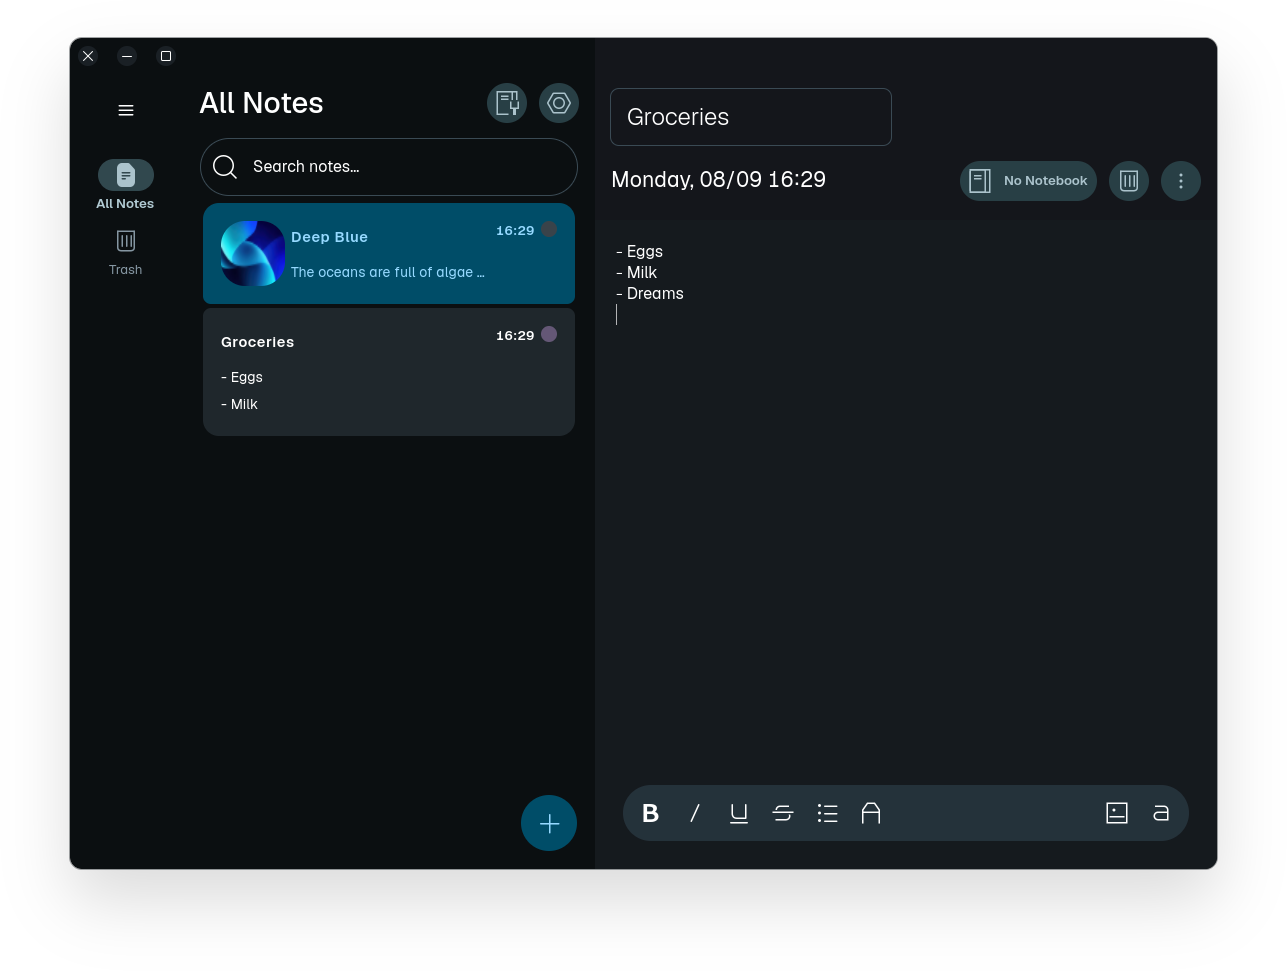 All Notes
Trash
All Notes
Search notes...
Deep Blue
16:29
The oceans are full of algae ...
Groceries
16:29
- Eggs
- Milk
Groceries
Monday, 08/09 16:29
No Notebook
- Eggs
- Milk
- Dreams
B / U S A a